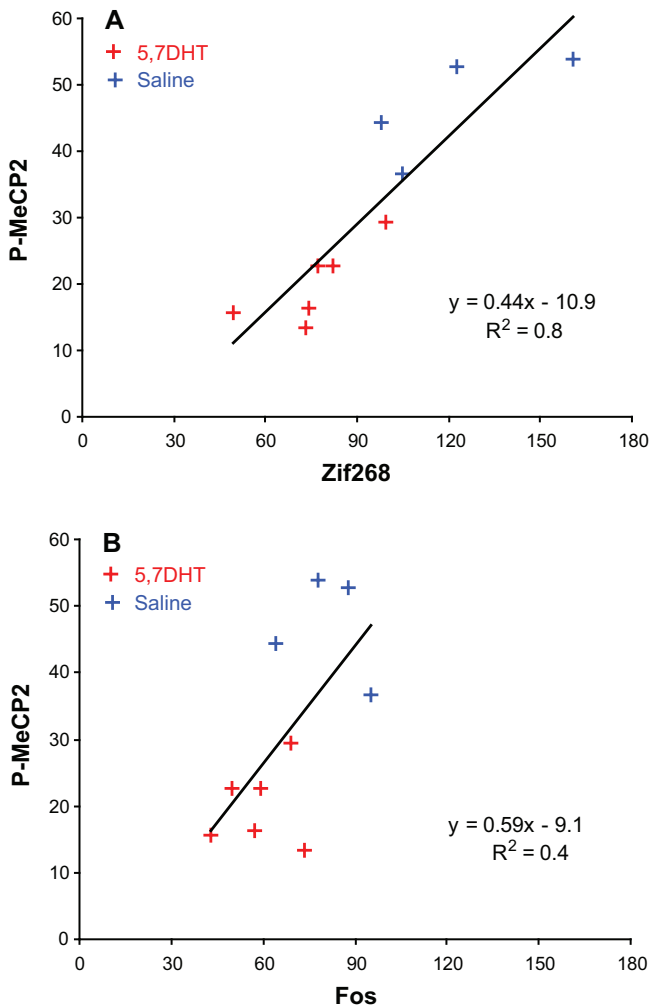 A
5,7DHT
Saline
P-MeCP2
60
50
40
30
20
10
0
y = 0.44x - 10.9
R² = 0.8
0 30 60 90 120 150 180
Zif268
B
5,7DHT
Saline
P-MeCP2
60
50
40
30
20
10
0
y = 0.59x - 9.1
R² = 0.4
0 30 60 90 120 150 180
Fos